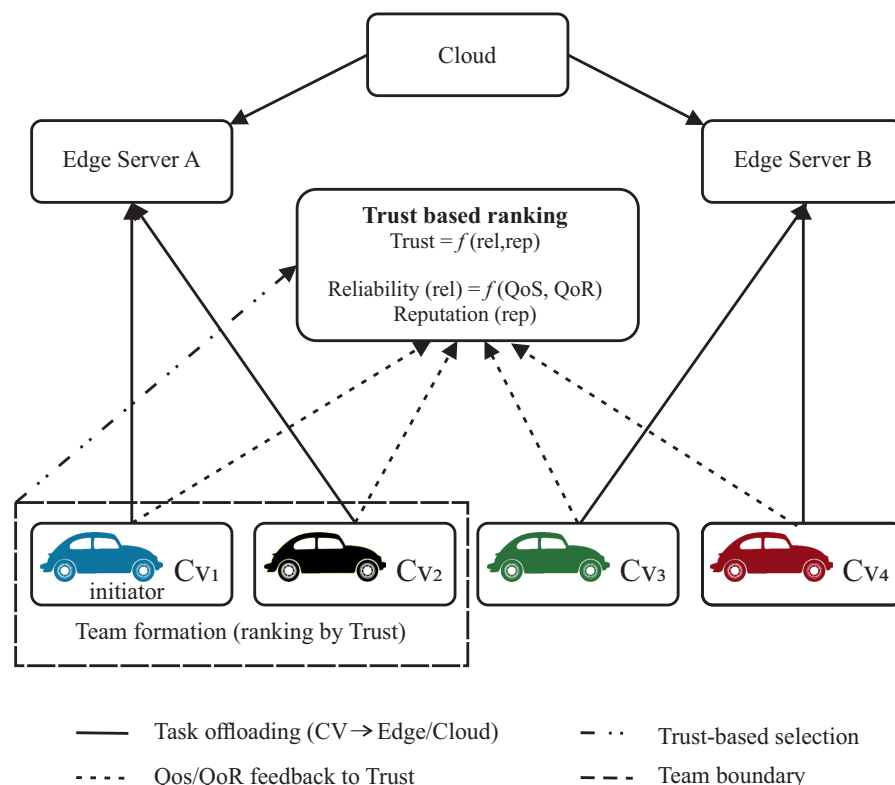 Cloud
Edge Server A
Edge Server B
Trust based ranking
Trust = f (rel,rep)
Reliability (rel) = f (QoS, QoR)
Reputation (rep)
Cv₁
initiator
Cv₂
Cv₃
Cv₄
Team formation (ranking by Trust)
Task offloading (CV → Edge/Cloud)
Trust-based selection
Qos/QoR feedback to Trust
Team boundary